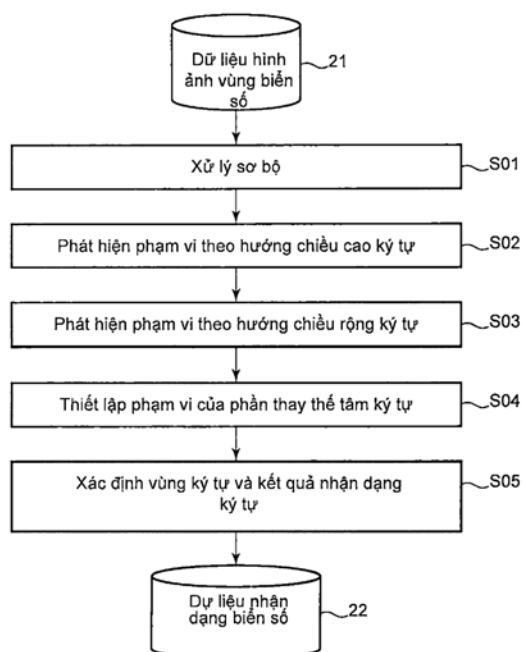 Dữ liệu hình
ảnh vùng biển
số
21
Xử lý sơ bộ
S01
Phát hiện phạm vi theo hướng chiều cao ký tự
S02
Phát hiện phạm vi theo hướng chiều rộng ký tự
S03
Thiết lập phạm vi của phần thay thế tâm ký tự
S04
Xác định vùng ký tự và kết quả nhận dạng
ký tự
S05
Dự liệu nhận
dạng biển số
22